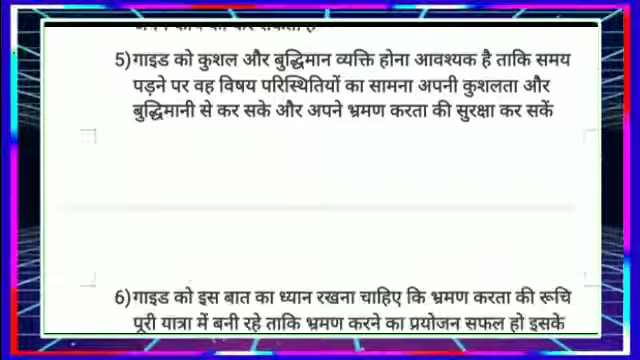 5)गाइड को कुशल और बुद्धिमान व्यक्ति होना आवश्यक है ताकि समय
पड़ने पर वह विषय परिस्थितियों का सामना अपनी कुशलता और
बुद्धिमानी से कर सके और अपने भ्रमण करता की सुरक्षा कर सकें
6)गाइड को इस बात का ध्यान रखना चाहिए कि भ्रमण करता की रूचि
पूरी यात्रा में बनी रहे ताकि भ्रमण करने का प्रयोजन सफल हो इसके